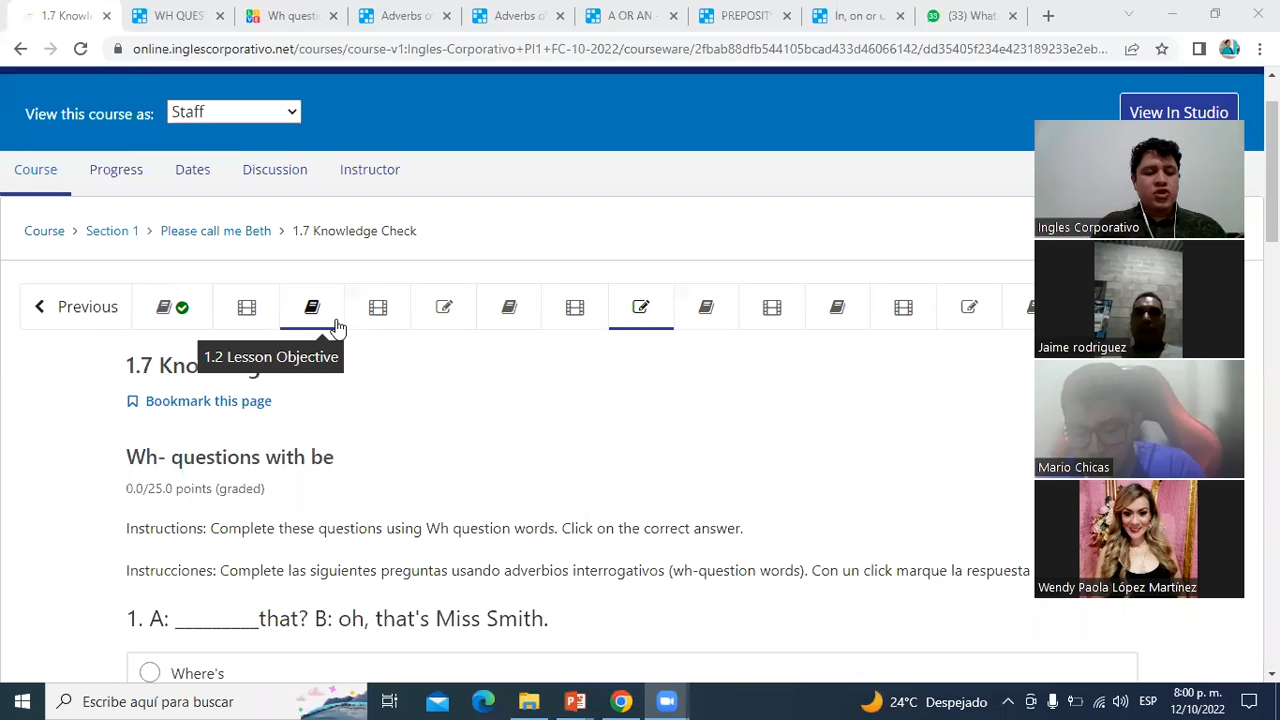 1.7 Knowle
WH QUES
Wh questi
Adverbs o
Adverbs o
A OR AN -
PREPOSIT
In, on or
(33) What
online.inglescorporativo.net/courses/course-v1:Ingles-Corporativo+PI1+FC-10-2022/courseware/2fbab88dfb544105bcad433d46066142/dd35405f234e423189233e2eb...
View this course as: Staff
View In Studio
Course Progress Dates Discussion Instructor
Course > Section 1 > Please call me Beth > 1.7 Knowledge Check
Previous
1.2 Lesson Objective
1.7 Kno
Bookmark this page
Wh- questions with be
0.0/25.0 points (graded)
Instructions: Complete these questions using Wh question words. Click on the correct answer.
Instrucciones: Complete las siguientes preguntas usando adverbios interrogativos (wh-question words). Con un click marque la respuesta
1. A: _________that? B: oh, that's Miss Smith.
Where's
Ingles Corporativo
Jaime rodriguez
Mario Chicas
Wendy Paola López Martínez
Escribe aquí para buscar
24°C Despejado
ESP
8:00 p. m.
12/10/2022